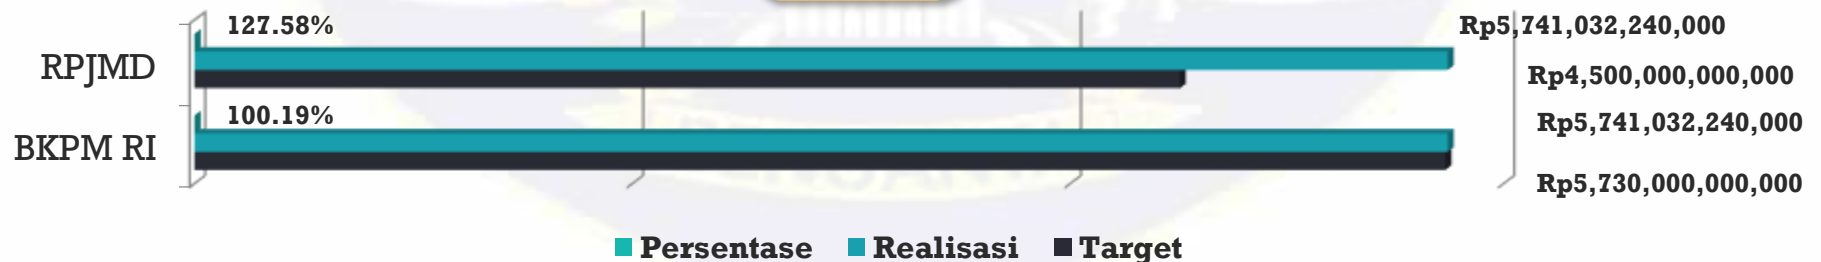 127.58%
Rp5,741,032,240,000
RPJMD
Rp4,500,000,000,000
100.19%
Rp5,741,032,240,000
BKPM RI
Rp5,730,000,000,000
Persentase Realisasi Target